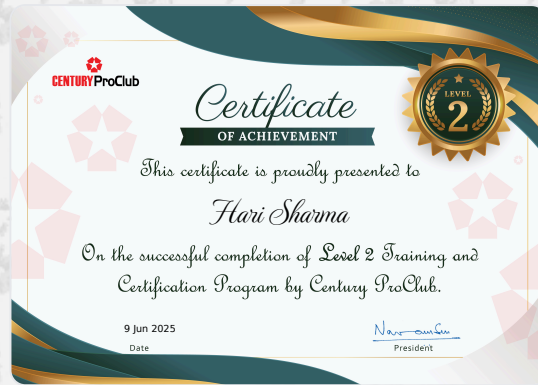 CENTURY ProClub
LEVEL
2
Certificate
OF ACHIEVEMENT
This certificate is proudly presented to
Hari Sharma
On the successful completion of Level 2 Training and
Certification Program by Century ProClub.
9 Jun 2025
Date
President